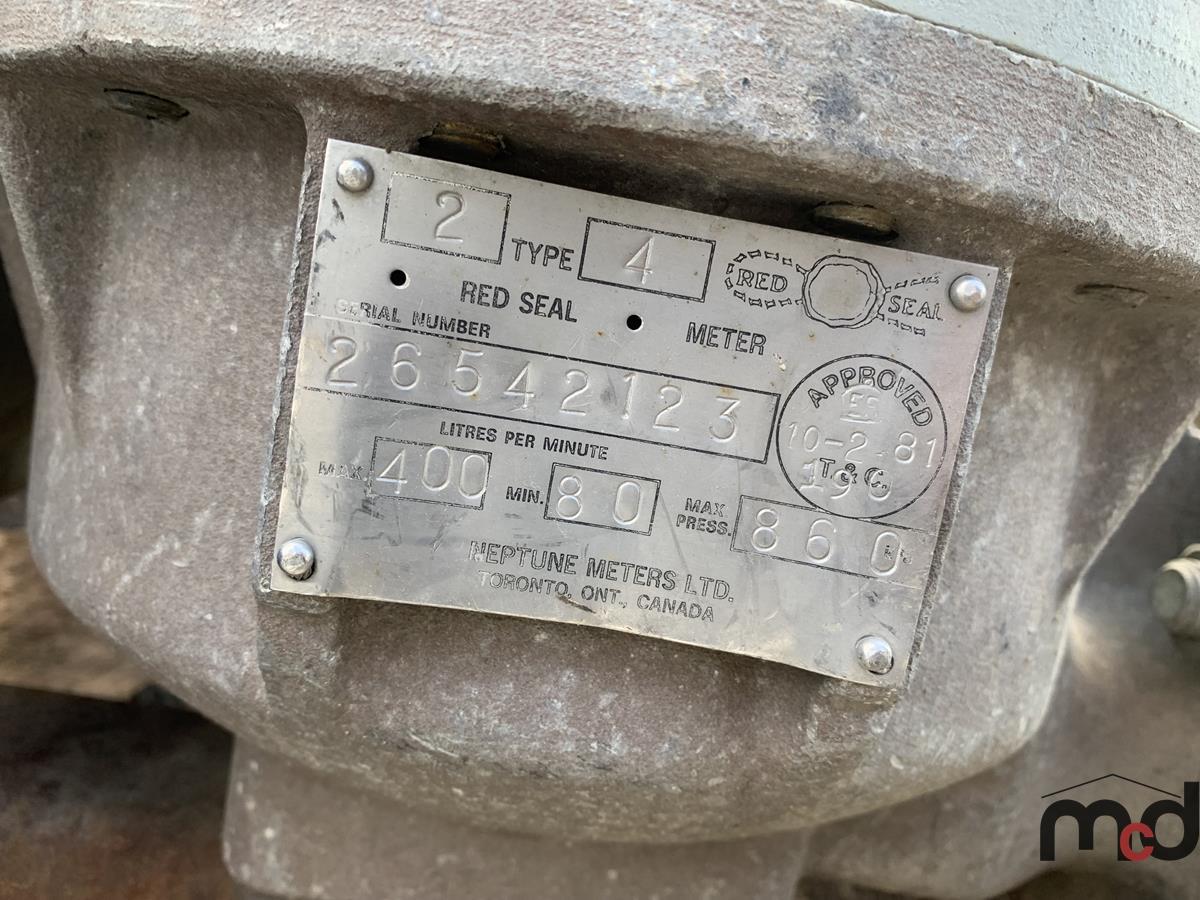 2 TYPE 4
RED SEAL
RED SEAL METER
SERIAL NUMBER
26542123
APPROVED
10-2-81
T. & C.
LITRES PER MINUTE
MAX. 400 MIN. 80 MAX PRESS. 860
NEPTUNE METERS LTD.
TORONTO, ONT., CANADA
mcd